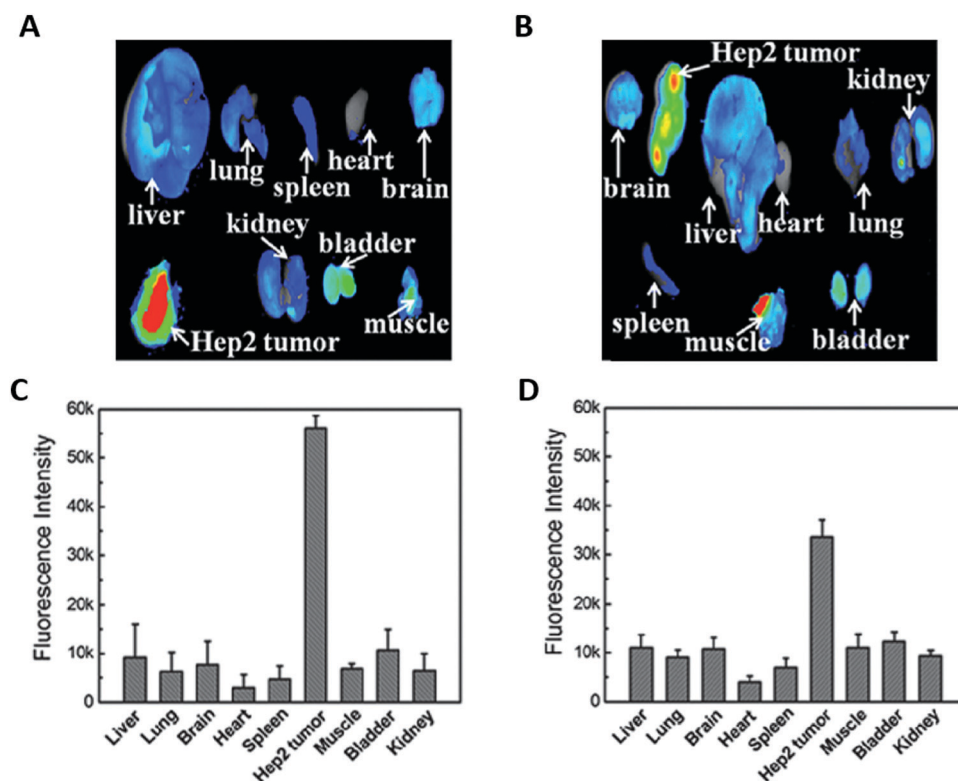 A
liver
lung
spleen
heart
brain
Hep2 tumor
kidney
bladder
muscle
B
Hep2 tumor
kidney
brain
liver
heart
lung
spleen
muscle
bladder
C
Fluorescence Intensity
60k
50k
40k
30k
20k
10k
0
Liver
Lung
Brain
Heart
Spleen
Hep2 tumor
Muscle
Bladder
Kidney
D
Fluorescence Intensity
60k
50k
40k
30k
20k
10k
0
Liver
Lung
Brain
Heart
Spleen
Hep2 tumor
Muscle
Bladder
Kidney